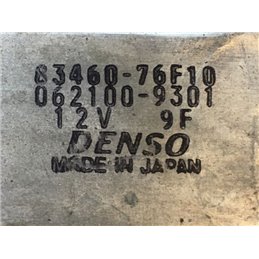 83460-76F10
062100-9301
12V 9F
DENSO
MADE IN JAPAN